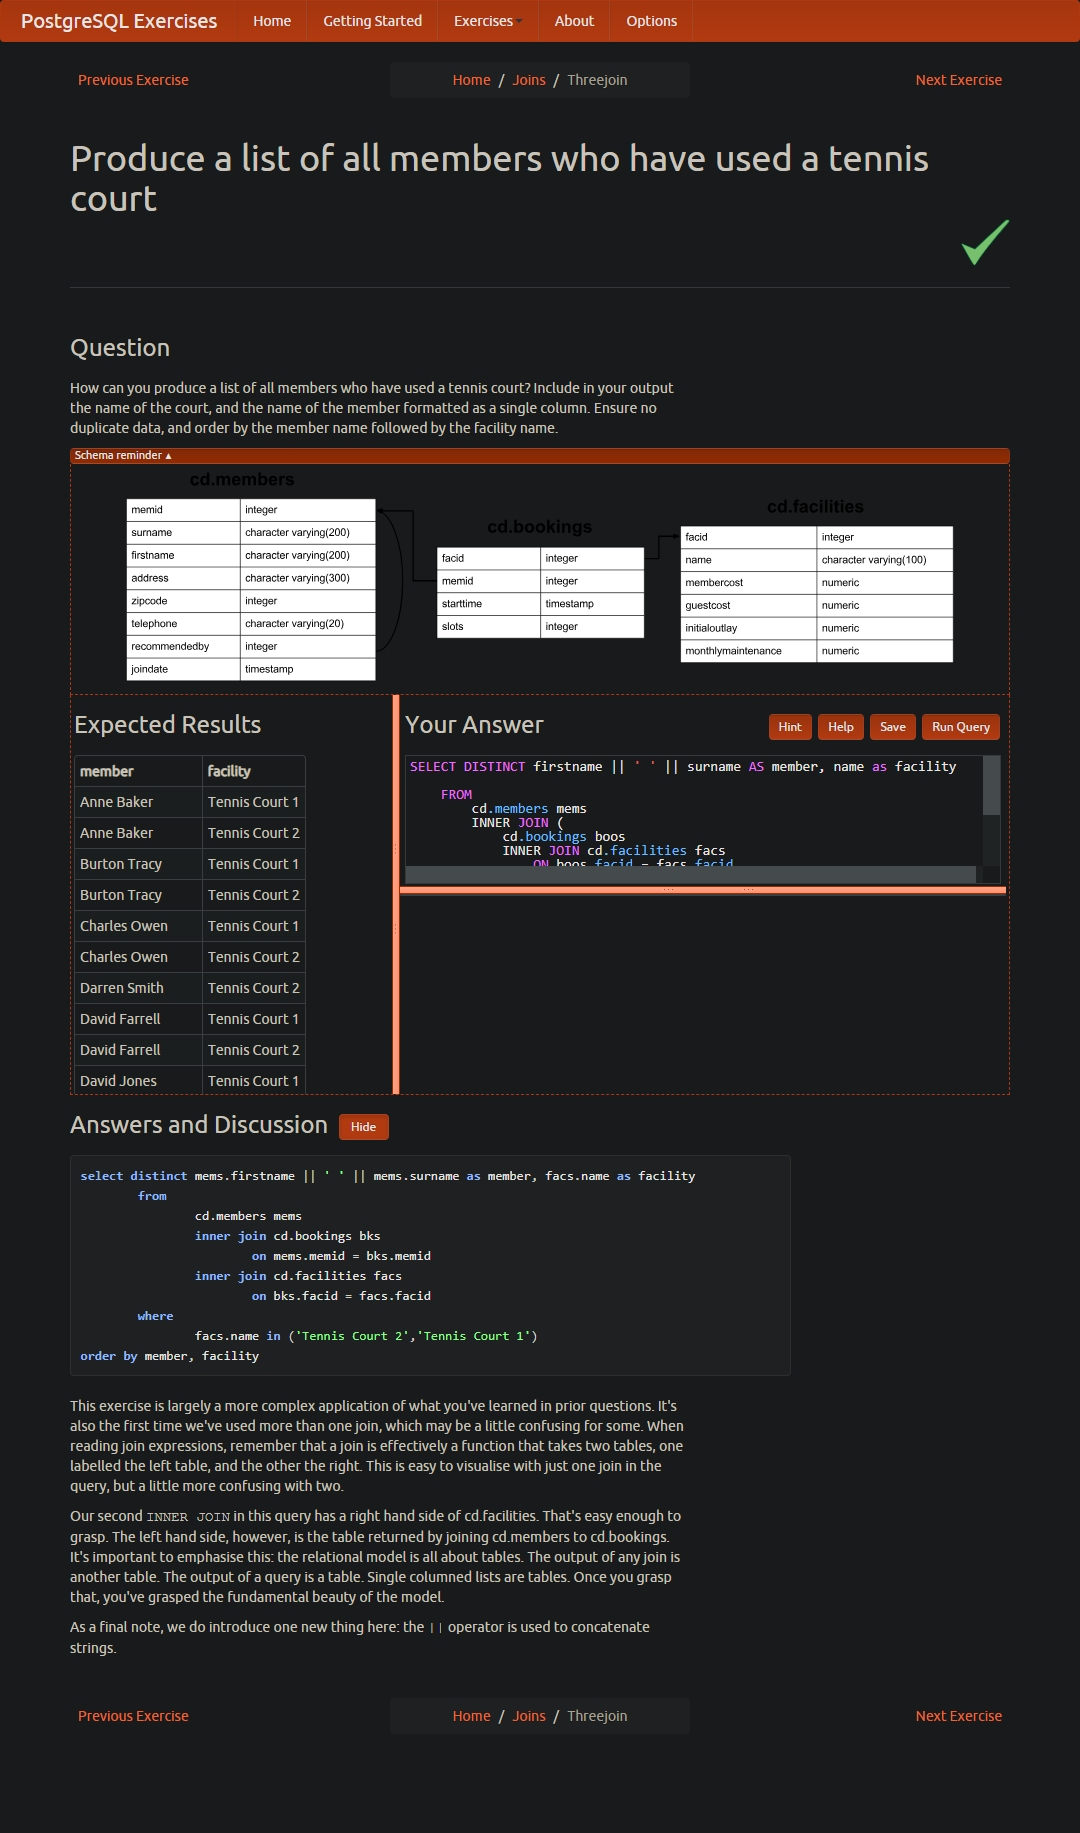 PostgreSQL Exercises Home Getting Started Exercises About Options
Previous Exercise Home / Joins / Threejoin Next Exercise
Produce a list of all members who have used a tennis
court
Question
How can you produce a list of all members who have used a tennis court? Include in your output
the name of the court, and the name of the member formatted as a single column. Ensure no
duplicate data, and order by the member name followed by the facility name.
Schema reminder ▴
cd.members
memid integer
surname character varying(200)
firstname character varying(200)
address character varying(300)
zipcode integer
telephone character varying(20)
recommendedby integer
joindate timestamp
cd.bookings
facid integer
memid integer
starttime timestamp
slots integer
cd.facilities
facid integer
name character varying(100)
membercost numeric
guestcost numeric
initialoutlay numeric
monthlymaintenance numeric
Expected Results
member facility
Anne Baker Tennis Court 1
Anne Baker Tennis Court 2
Burton Tracy Tennis Court 1
Burton Tracy Tennis Court 2
Charles Owen Tennis Court 1
Charles Owen Tennis Court 2
Darren Smith Tennis Court 2
David Farrell Tennis Court 1
David Farrell Tennis Court 2
David Jones Tennis Court 1
Your Answer Hint Help Save Run Query
SELECT DISTINCT firstname || ' ' || surname AS member, name as facility
FROM
cd.members mems
INNER JOIN (
cd.bookings boos
INNER JOIN cd.facilities facs
ON boos.facid = facs.facid
Answers and Discussion Hide
select distinct mems.firstname || ' ' || mems.surname as member, facs.name as facility
from
cd.members mems
inner join cd.bookings bks
on mems.memid = bks.memid
inner join cd.facilities facs
on bks.facid = facs.facid
where
facs.name in ('Tennis Court 2','Tennis Court 1')
order by member, facility
This exercise is largely a more complex application of what you've learned in prior questions. It's
also the first time we've used more than one join, which may be a little confusing for some. When
reading join expressions, remember that a join is effectively a function that takes two tables, one
labelled the left table, and the other the right. This is easy to visualise with just one join in the
query, but a little more confusing with two.
Our second INNER JOIN in this query has a right hand side of cd.facilities. That's easy enough to
grasp. The left hand side, however, is the table returned by joining cd.members to cd.bookings.
It's important to emphasise this: the relational model is all about tables. The output of any join is
another table. The output of a query is a table. Single columned lists are tables. Once you grasp
that, you've grasped the fundamental beauty of the model.
As a final note, we do introduce one new thing here: the || operator is used to concatenate
strings.
Previous Exercise Home / Joins / Threejoin Next Exercise